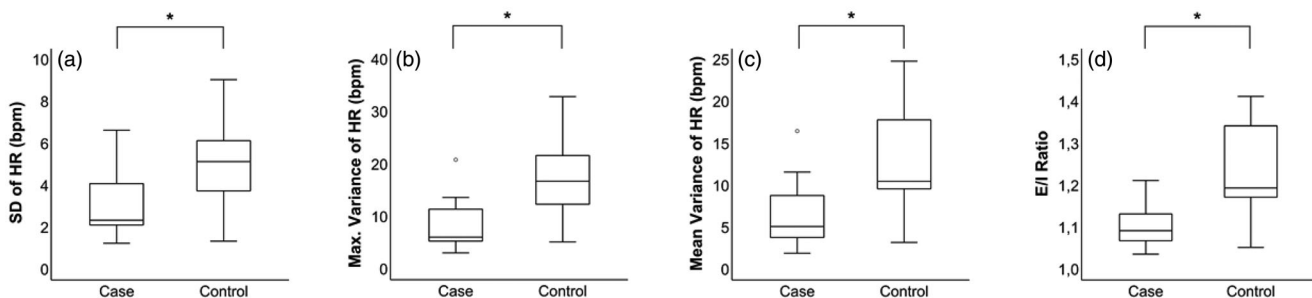 *
(a)
SD of HR (bpm)
10
8
6
4
2
0
Case Control
*
(b)
Max. Variance of HR (bpm)
40
30
20
10
0
Case Control
*
(c)
Mean Variance of HR (bpm)
25
20
15
10
5
0
Case Control
*
(d)
E/I Ratio
1,5
1,4
1,3
1,2
1,1
1,0
Case Control